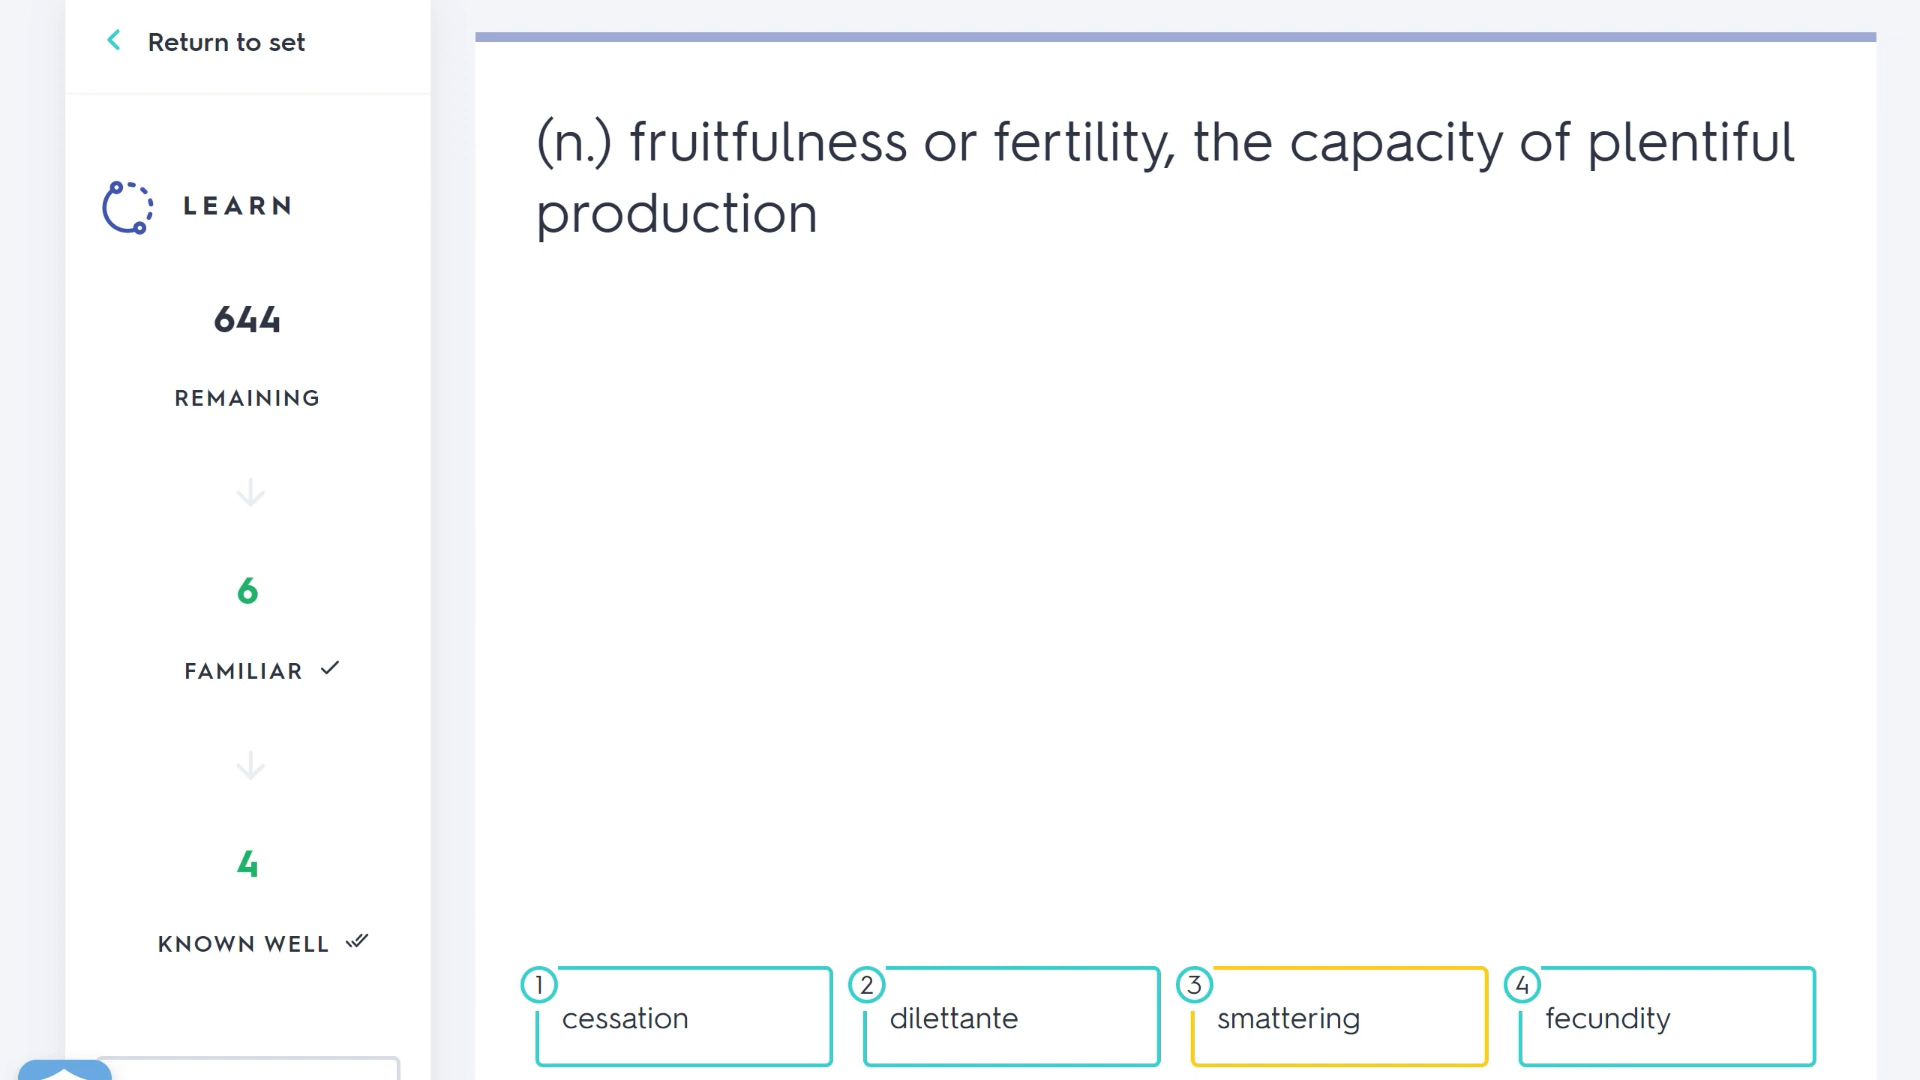 Return to set
LEARN
644
REMAINING
6
FAMILIAR
4
KNOWN WELL
(n.) fruitfulness or fertility, the capacity of plentiful
production
1 cessation
2 dilettante
3 smattering
4 fecundity